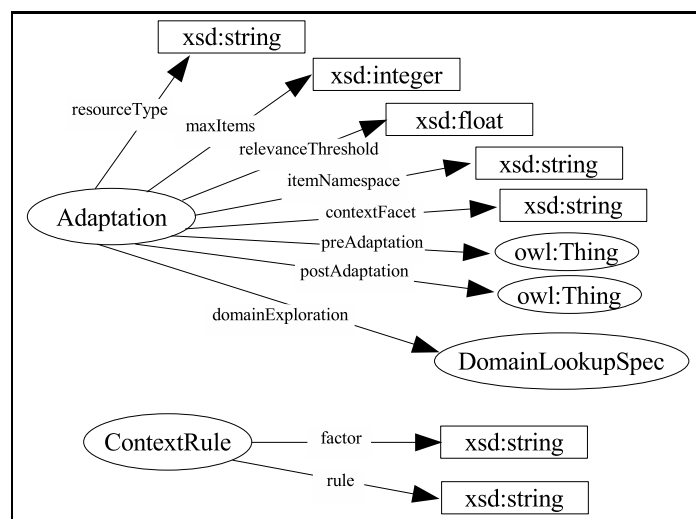 xsd:string
xsd:integer
resourceType
maxItems
xsd:float
relevanceThreshold
xsd:string
itemNamespace
Adaptation
contextFacet
xsd:string
preAdaptation
owl:Thing
postAdaptation
owl:Thing
domainExploration
DomainLookupSpec
ContextRule
factor
xsd:string
rule
xsd:string